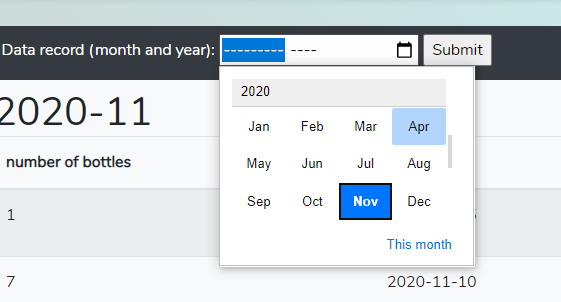 Data record (month and year): --------- ---- Submit
2020-11
2020
Jan Feb Mar Apr
May Jun Jul Aug
Sep Oct Nov Dec
This month
number of bottles
1
7 2020-11-10